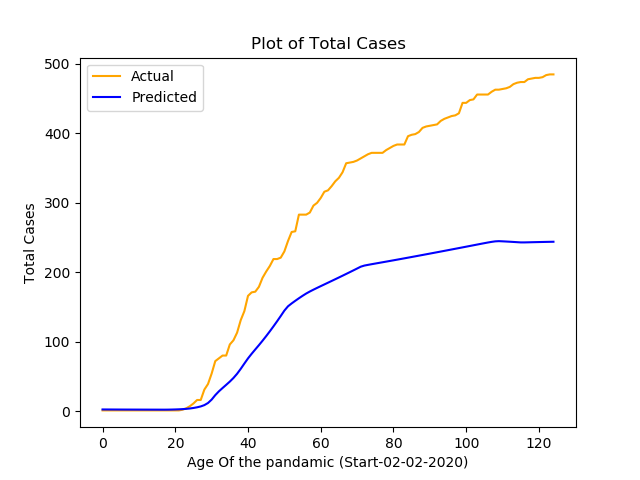 Plot of Total Cases
Actual
Predicted
500
400
300
200
100
0
Total Cases
0 20 40 60 80 100 120
Age Of the pandamic (Start-02-02-2020)